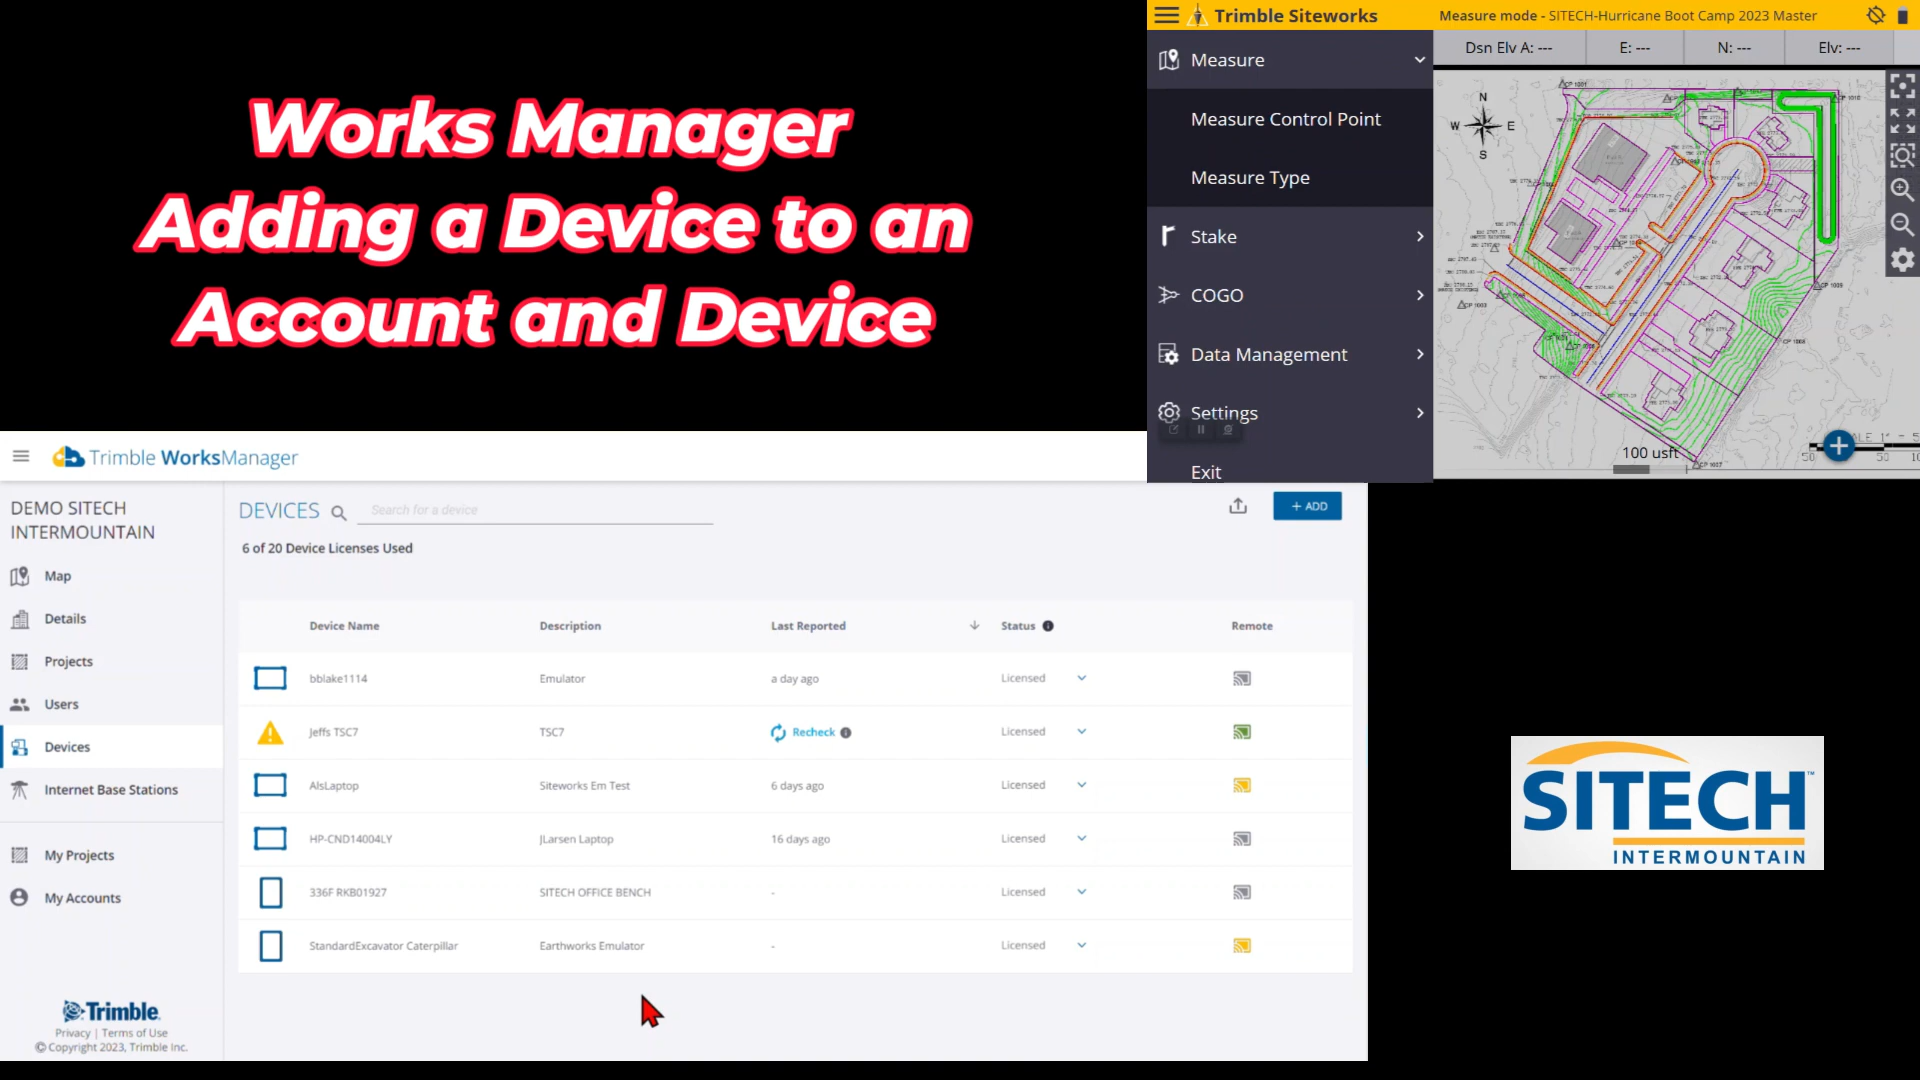 Works Manager
Adding a Device to an
Account and Device
Trimble Siteworks
Measure mode - SITECH-Hurricane Boot Camp 2023 Master
Measure
Measure Control Point
Measure Type
Stake
COGO
Data Management
Settings
Exit
Dsn Elv A: ---
E: ---
N: ---
Elv: ---
N
W
E
S
100 usft
Trimble WorksManager
DEMO SITECH
INTERMOUNTAIN
Map
Details
Projects
Users
Devices
Internet Base Stations
My Projects
My Accounts
Trimble
Privacy | Terms of Use
© Copyright 2023, Trimble Inc.
DEVICES
Search for a device
+ ADD
6 of 20 Device Licenses Used
Device Name Description Last Reported Status Remote
bblake1114 Emulator a day ago Licensed
Jeffs TSC7 TSC7 Recheck Licensed
AlsLaptop Siteworks Em Test 6 days ago Licensed
HP-CND14004LY JLarsen Laptop 16 days ago Licensed
336F RKB01927 SITECH OFFICE BENCH - Licensed
StandardExcavator Caterpillar Earthworks Emulator - Licensed
SITECH™
INTERMOUNTAIN